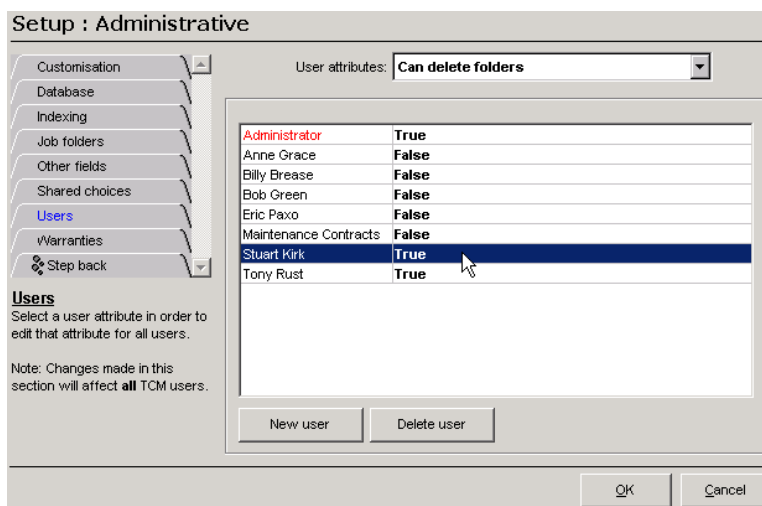 Setup : Administrative
User attributes: Can delete folders
Customisation
Database
Indexing
Job folders
Other fields
Shared choices
Users
Warranties
Step back
Users
Select a user attribute in order to
edit that attribute for all users.
Note: Changes made in this
section will affect all TCM users.
Administrator True
Anne Grace False
Billy Brease False
Bob Green False
Eric Paxo False
Maintenance Contracts False
Stuart Kirk True
Tony Rust True
New user Delete user
OK Cancel